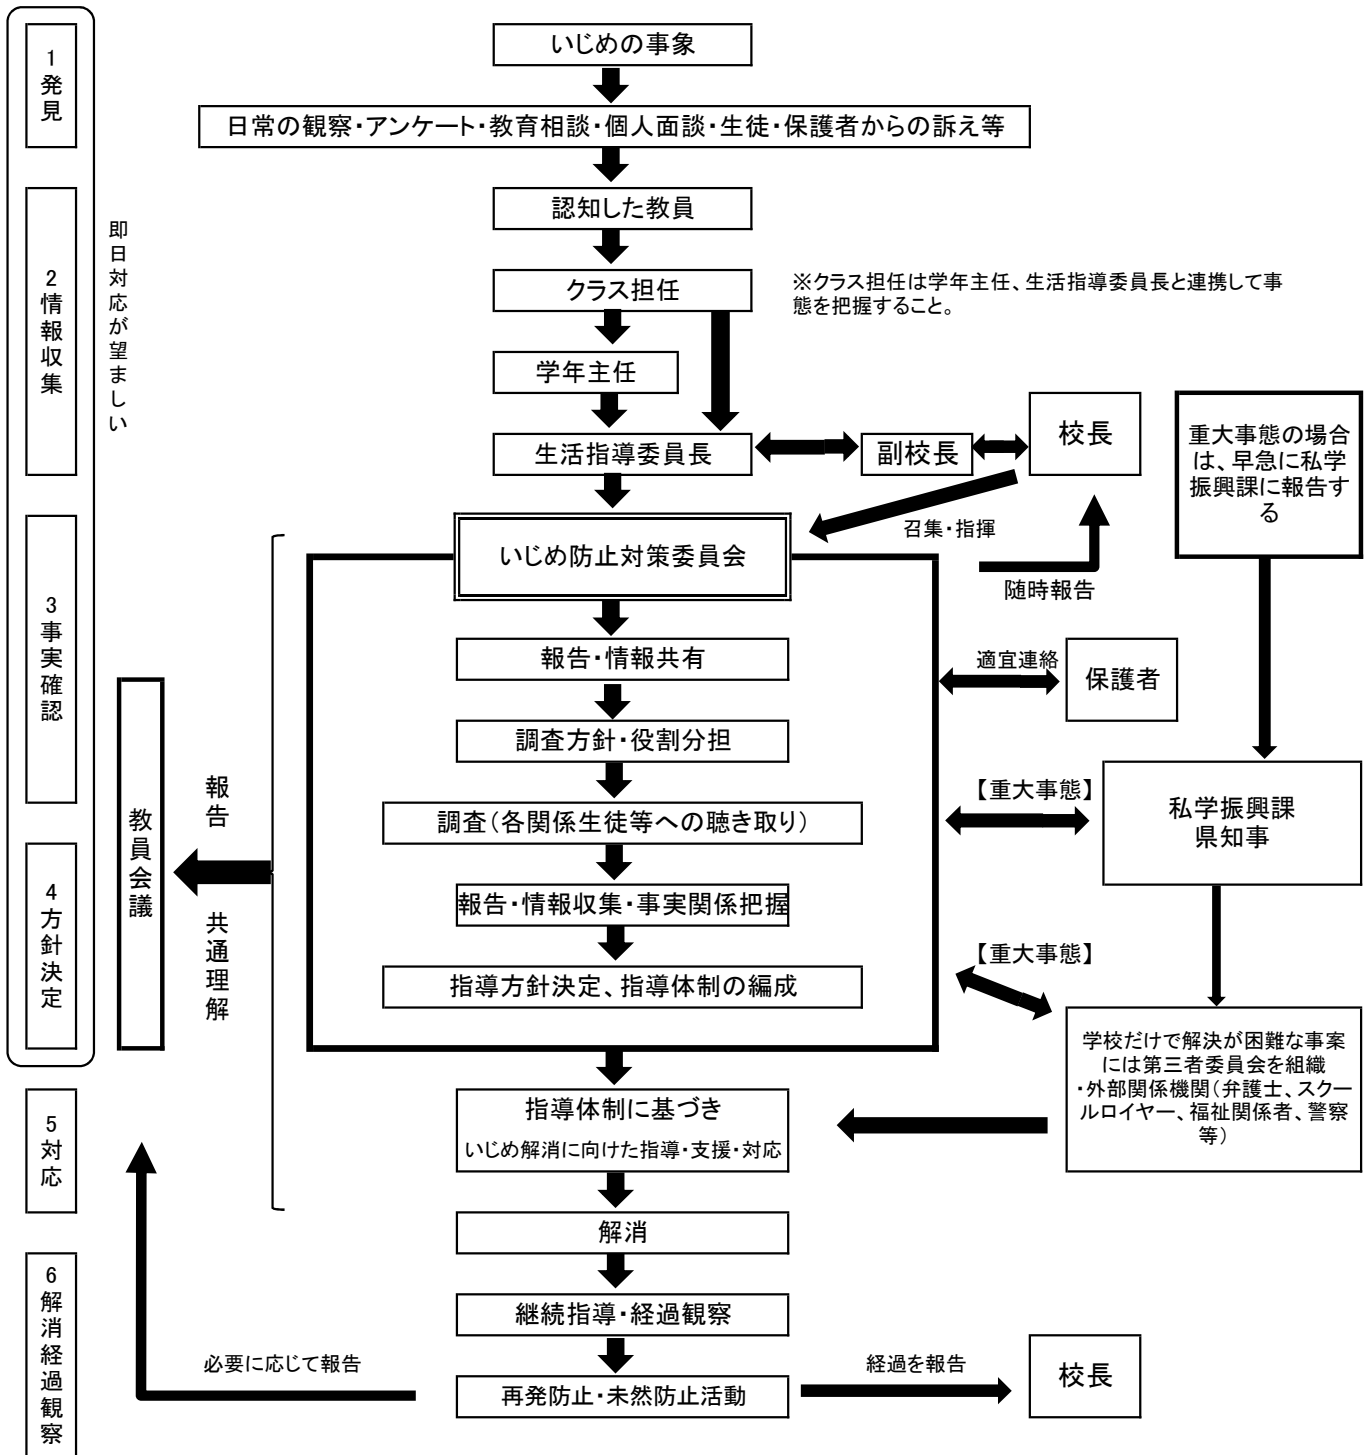 いじめの事象
1発見
日常の観察・アンケート・教育相談・個人面談・生徒・保護者からの訴え等
認知した教員
2情報収集
即日対応が望ましい
クラス担任
※クラス担任は学年主任、生活指導委員長と連携して事
態を把握すること。
学年主任
生活指導委員長
副校長
校長
重大事態の場合
は、早急に私学
振興課に報告す
る
召集・指揮
随時報告
いじめ防止対策委員会
3事実確認
報告・情報共有
適宜連絡
保護者
調査方針・役割分担
教員会議
報告
共通理解
【重大事態】
私学振興課
県知事
調査(各関係生徒等への聴き取り)
4方針決定
報告・情報収集・事実関係把握
【重大事態】
指導方針決定、指導体制の編成
学校だけで解決が困難な事案
には第三者委員会を組織
・外部関係機関(弁護士、スクー
ルロイヤー、福祉関係者、警察
等)
5対応
指導体制に基づき
いじめ解消に向けた指導・支援・対応
解消
6解消経過観察
継続指導・経過観察
必要に応じて報告
再発防止・未然防止活動
経過を報告
校長